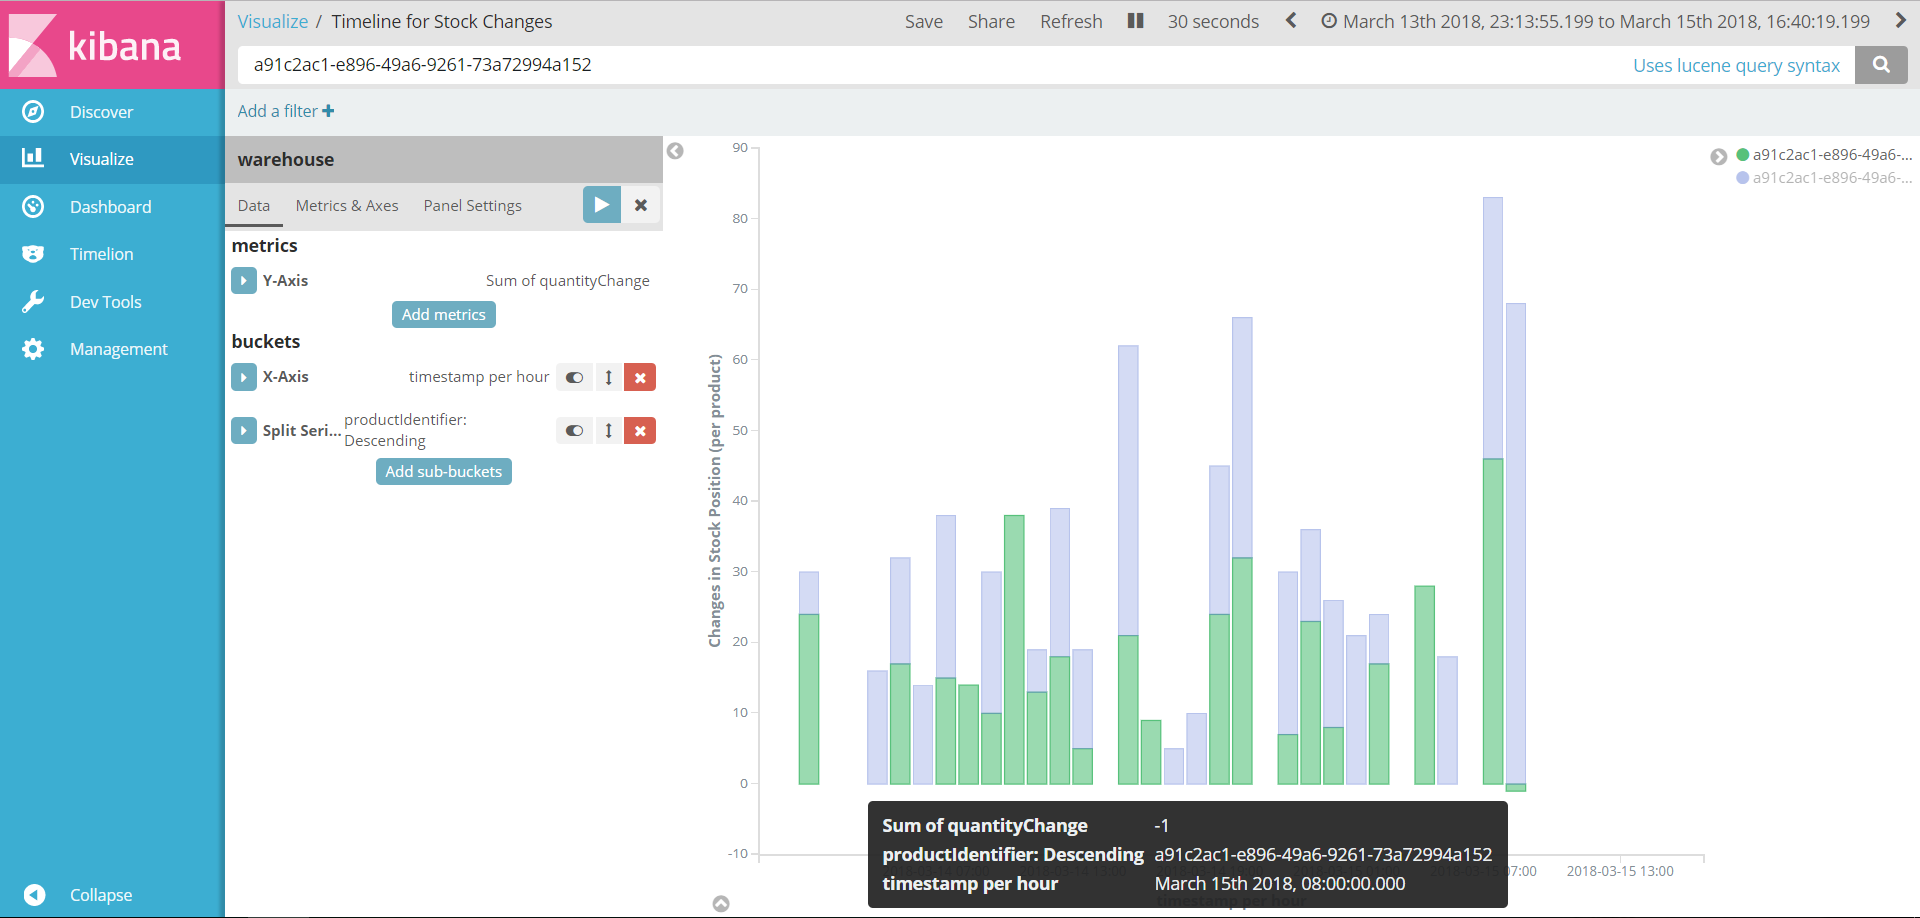 kibana
Visualize / Timeline for Stock Changes
Save Share Refresh 30 seconds March 13th 2018, 23:13:55.199 to March 15th 2018, 16:40:19.199
a91c2ac1-e896-49a6-9261-73a72994a152
Uses lucene query syntax
Add a filter
Discover
Visualize
Dashboard
Timelion
Dev Tools
Management
Collapse
warehouse
Data Metrics & Axes Panel Settings
metrics
Y-Axis Sum of quantityChange
Add metrics
buckets
X-Axis timestamp per hour
Split Seri... productIdentifier:
Descending
Add sub-buckets
Changes in Stock Position (per product)
90
80
70
60
50
40
30
20
10
0
-10
a91c2ac1-e896-49a6-...
a91c2ac1-e896-49a6-...
Sum of quantityChange -1
productIdentifier: Descending a91c2ac1-e896-49a6-9261-73a72994a152
timestamp per hour March 15th 2018, 08:00:00.000
07:00 2018-03-15 13:00
timestamp per hour